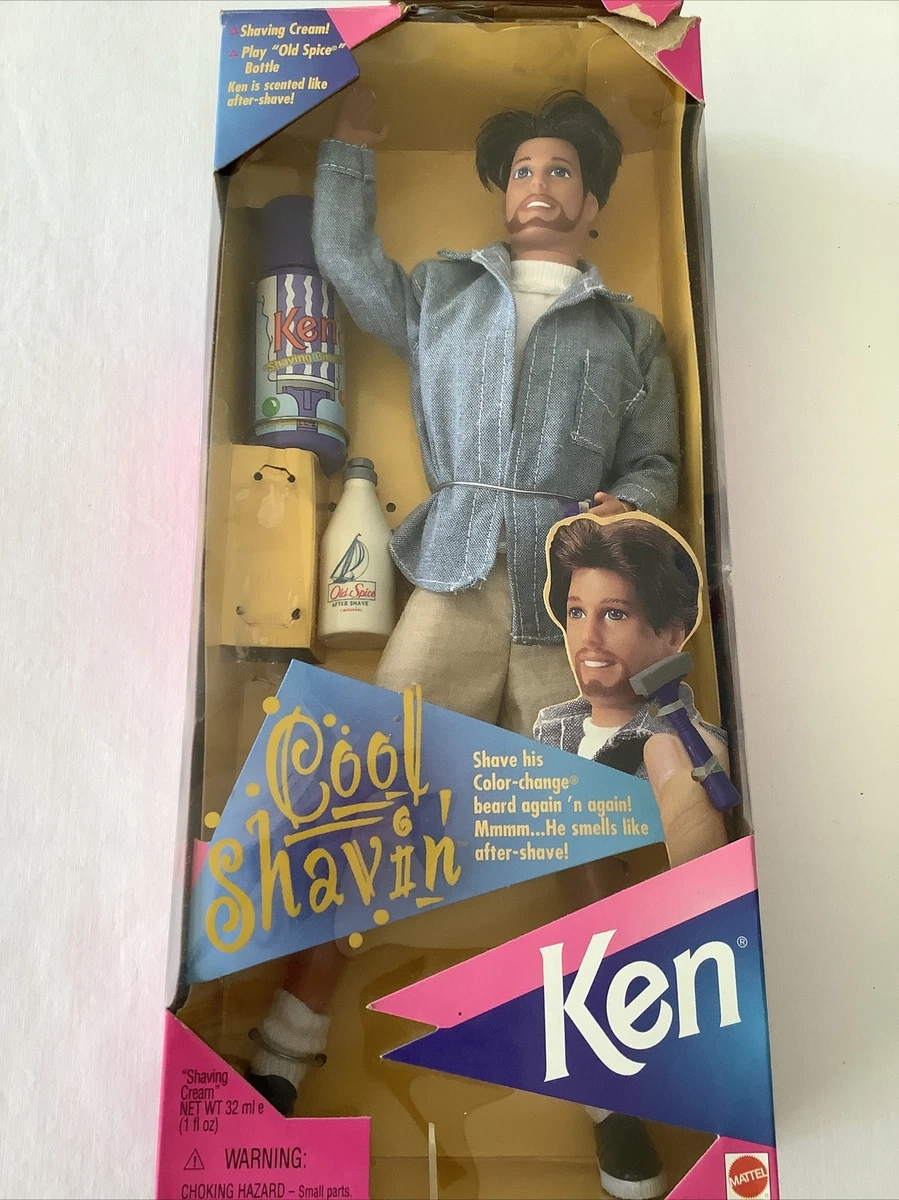 Shaving Cream!
Play "Old Spice®"
Bottle
Ken is scented like
after-shave!
Ken
Shaving
Old Spice
AFTER SHAVE
Cool
Shavin'™
Shave his
Color-change®
beard again 'n again!
Mmmm...He smells like
after-shave!
Ken®
"Shaving
Cream"
NET WT 32 ml e
(1 fl oz)
⚠ WARNING:
CHOKING HAZARD – Small parts.
MATTEL